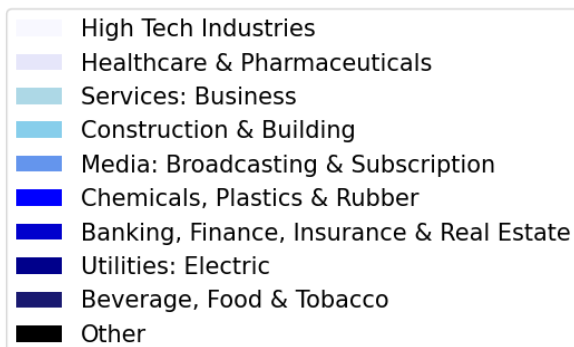 High Tech Industries
Healthcare & Pharmaceuticals
Services: Business
Construction & Building
Media: Broadcasting & Subscription
Chemicals, Plastics & Rubber
Banking, Finance, Insurance & Real Estate
Utilities: Electric
Beverage, Food & Tobacco
Other